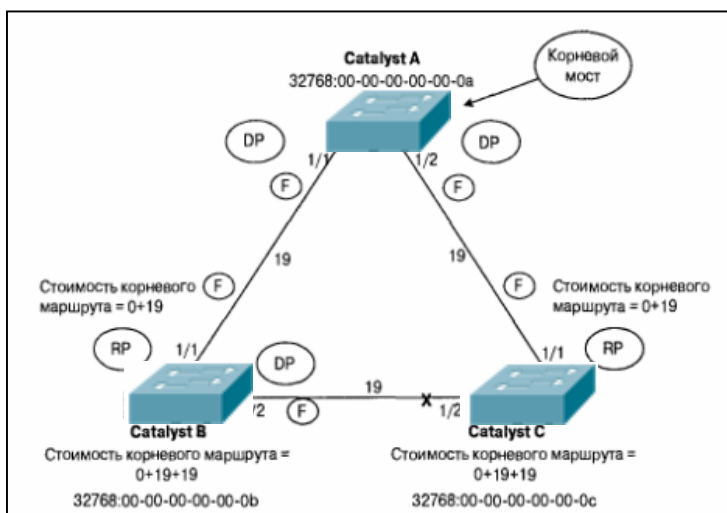 Catalyst A
32768:00-00-00-00-00-0a
Корневой
мост
DP
DP
1/1
1/2
F
F
19
19
Стоимость корневого
маршрута = 0+19
F
F
Стоимость корневого
маршрута = 0+19
RP
1/1
DP
1/1
RP
/2
F
19
x
1/2
Catalyst B
Стоимость корневого маршрута =
0+19+19
32768:00-00-00-00-00-0b
Catalyst C
Стоимость корневого маршрута =
0+19+19
32768:00-00-00-00-00-0c